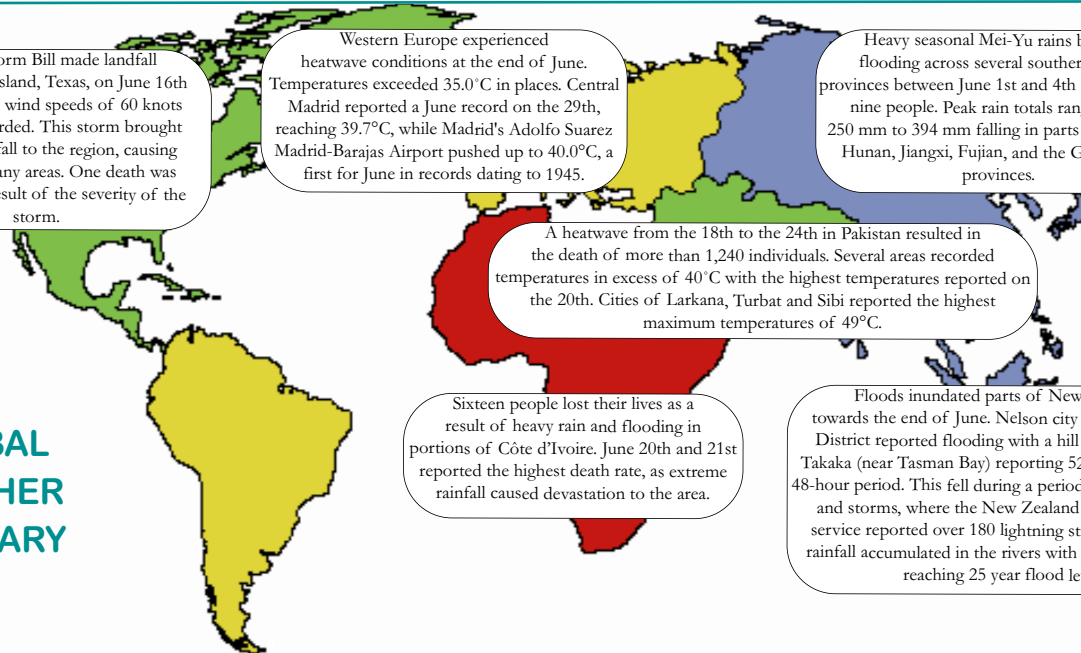 orm Bill made landfall
sland, Texas, on June 16th
wind speeds of 60 knots
rded. This storm brought
fall to the region, causing
any areas. One death was
esult of the severity of the
storm.
Western Europe experienced
heatwave conditions at the end of June.
Temperatures exceeded 35.0°C in places. Central
Madrid reported a June record on the 29th,
reaching 39.7°C, while Madrid's Adolfo Suarez
Madrid-Barajas Airport pushed up to 40.0°C, a
first for June in records dating to 1945.
Heavy seasonal Mei-Yu rains b
flooding across several souther
provinces between June 1st and 4th
nine people. Peak rain totals ran
250 mm to 394 mm falling in parts
Hunan, Jiangxi, Fujian, and the G
provinces.
A heatwave from the 18th to the 24th in Pakistan resulted in
the death of more than 1,240 individuals. Several areas recorded
temperatures in excess of 40°C with the highest temperatures reported on
the 20th. Cities of Larkana, Turbat and Sibi reported the highest
maximum temperatures of 49°C.
Sixteen people lost their lives as a
result of heavy rain and flooding in
portions of Côte d'Ivoire. June 20th and 21st
reported the highest death rate, as extreme
rainfall caused devastation to the area.
Floods inundated parts of New
towards the end of June. Nelson city
District reported flooding with a hill
Takaka (near Tasman Bay) reporting 52
48-hour period. This fell during a period
and storms, where the New Zealand
service reported over 180 lightning st
rainfall accumulated in the rivers with
reaching 25 year flood le
BAL
HER
ARY